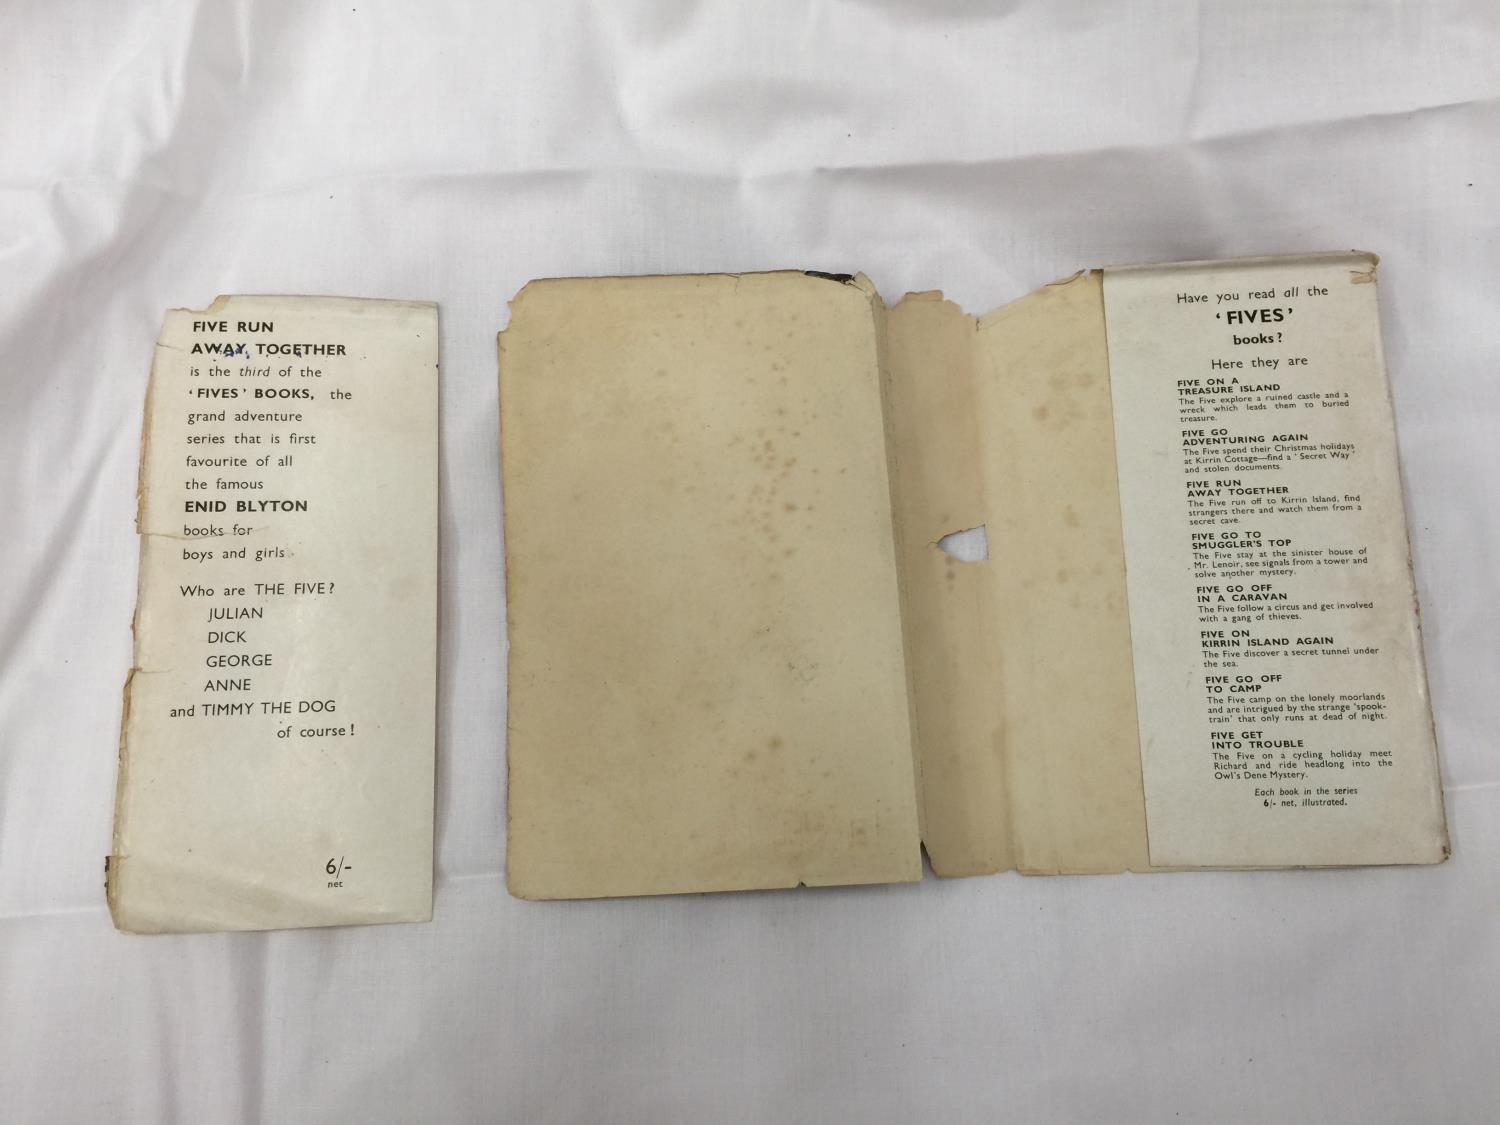 FIVE RUN
AWAY TOGETHER
is the third of the
‘FIVES’ BOOKS, the
grand adventure
series that is first
favourite of all
the famous
ENID BLYTON
books for
boys and girls.
Who are THE FIVE?
JULIAN
DICK
GEORGE
ANNE
and TIMMY THE DOG
of course!
6/-
net
Have you read all the
‘FIVES’
books?
Here they are
FIVE ON A
TREASURE ISLAND
The Five explore a ruined castle and a
wreck which leads them to buried
treasure.
FIVE GO
ADVENTURING AGAIN
The Five spend their Christmas holidays
at Kirrin Cottage—find a ‘Secret Way’
and stolen documents.
FIVE RUN
AWAY TOGETHER
The Five run off to Kirrin Island, find
strangers there and watch them from a
secret cave.
FIVE GO TO
SMUGGLER'S TOP
The Five stay at the sinister house of
Mr. Lenoir, see signals from a tower and
solve another mystery.
FIVE GO OFF
IN A CARAVAN
The Five follow a circus and get involved
with a gang of thieves.
FIVE ON
KIRRIN ISLAND AGAIN
The Five discover a secret tunnel under
the sea.
FIVE GO OFF
TO CAMP
The Five camp on the lonely moorlands
and are intrigued by the strange ‘spook-
train’ that only runs at dead of night.
FIVE GET
INTO TROUBLE
The Five on a cycling holiday meet
Richard and ride headlong into the
Owl's Dene Mystery.
Each book in the series
6/- net, illustrated.